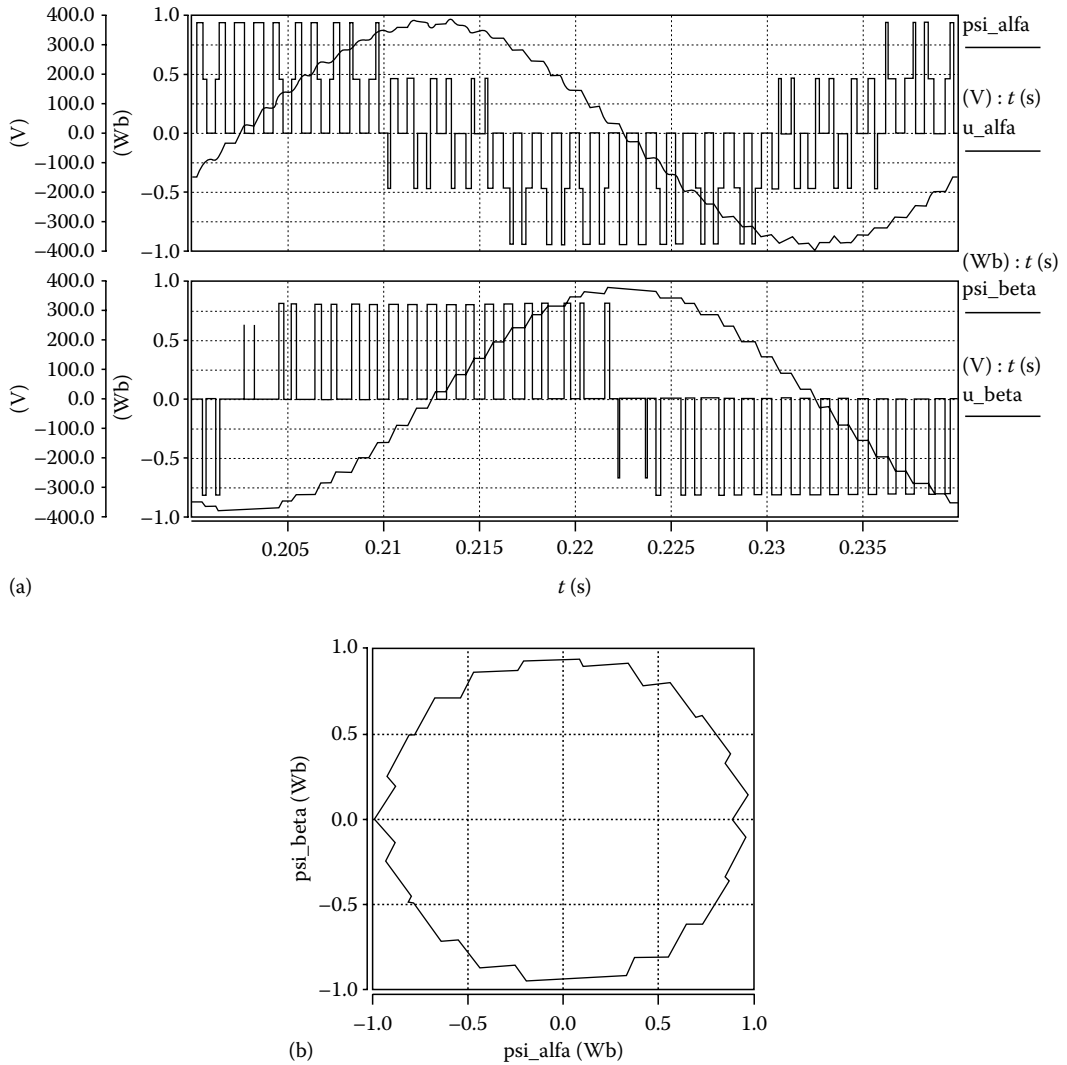 400.0
300.0
200.0
100.0
0.0
−100.0
−200.0
−300.0
−400.0
(V)
1.0
0.5
0.0
−0.5
−1.0
(Wb)
psi_alfa
(V) : t (s)
u_alfa
400.0
300.0
200.0
100.0
0.0
−100.0
−200.0
−300.0
−400.0
(V)
1.0
0.5
0.0
−0.5
−1.0
(Wb)
(Wb) : t (s)
psi_beta
(V) : t (s)
u_beta
0.205 0.21 0.215 0.22 0.225 0.23 0.235
(a)
t (s)
1.0
0.5
0.0
−0.5
−1.0
psi_beta (Wb)
−1.0 −0.5 0.0 0.5 1.0
(b)
psi_alfa (Wb)